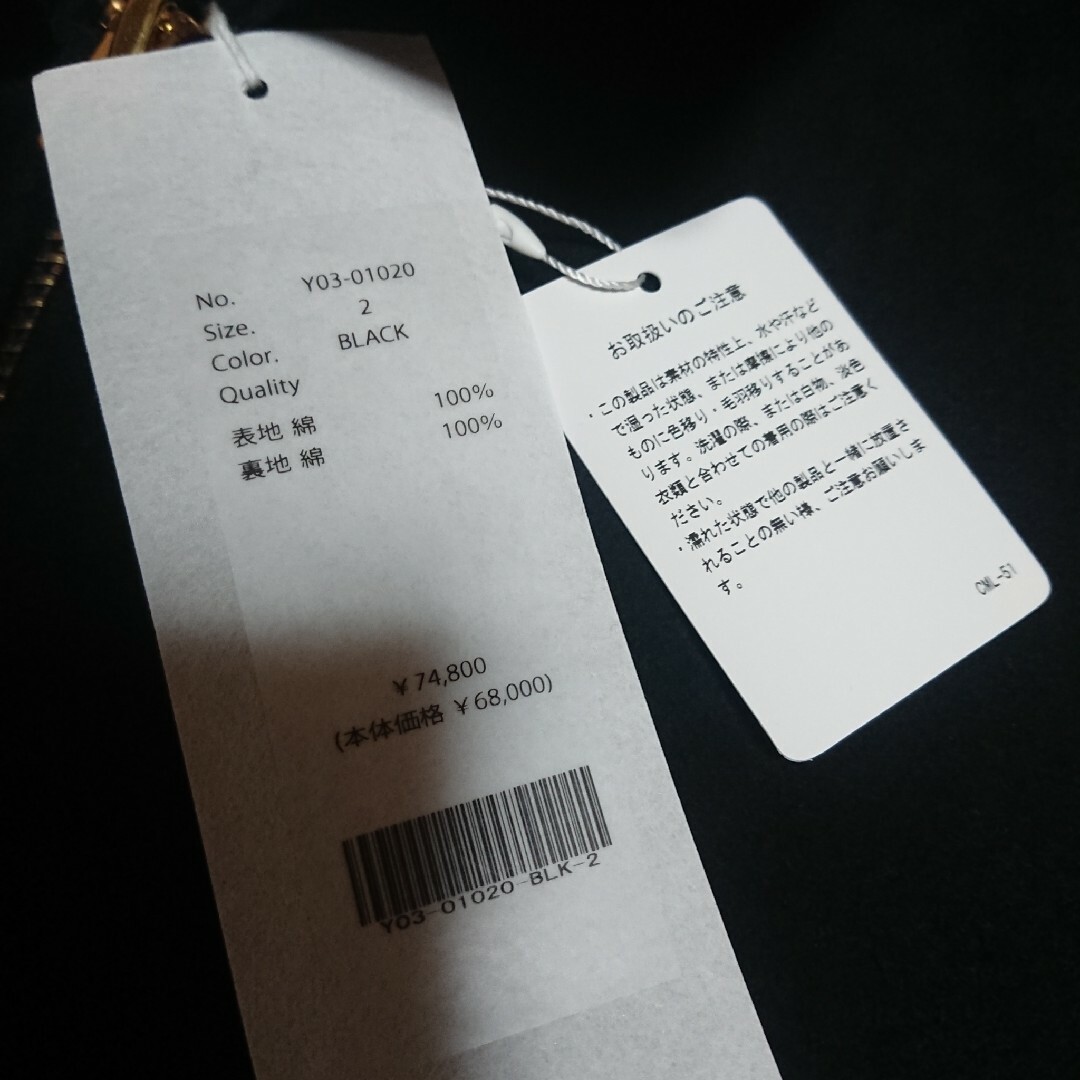 No. Y03-01020
Size. 2
Color. BLACK
Quality
表地 綿 100%
裏地 綿 100%
￥74,800
(本体価格 ￥68,000)
Y03-01020-BLK-2
お取扱いのご注意
・この製品は素材の特性上、水や汗など
で湿った状態、または摩擦により他の
ものに色移り・毛羽移りすることがあ
ります。洗濯の際、または白物、淡色
衣類と合わせての着用の際はご注意く
ださい。
・濡れた状態で他の製品と一緒に放置さ
れることの無い様、ご注意お願いしま
す。
CML-51